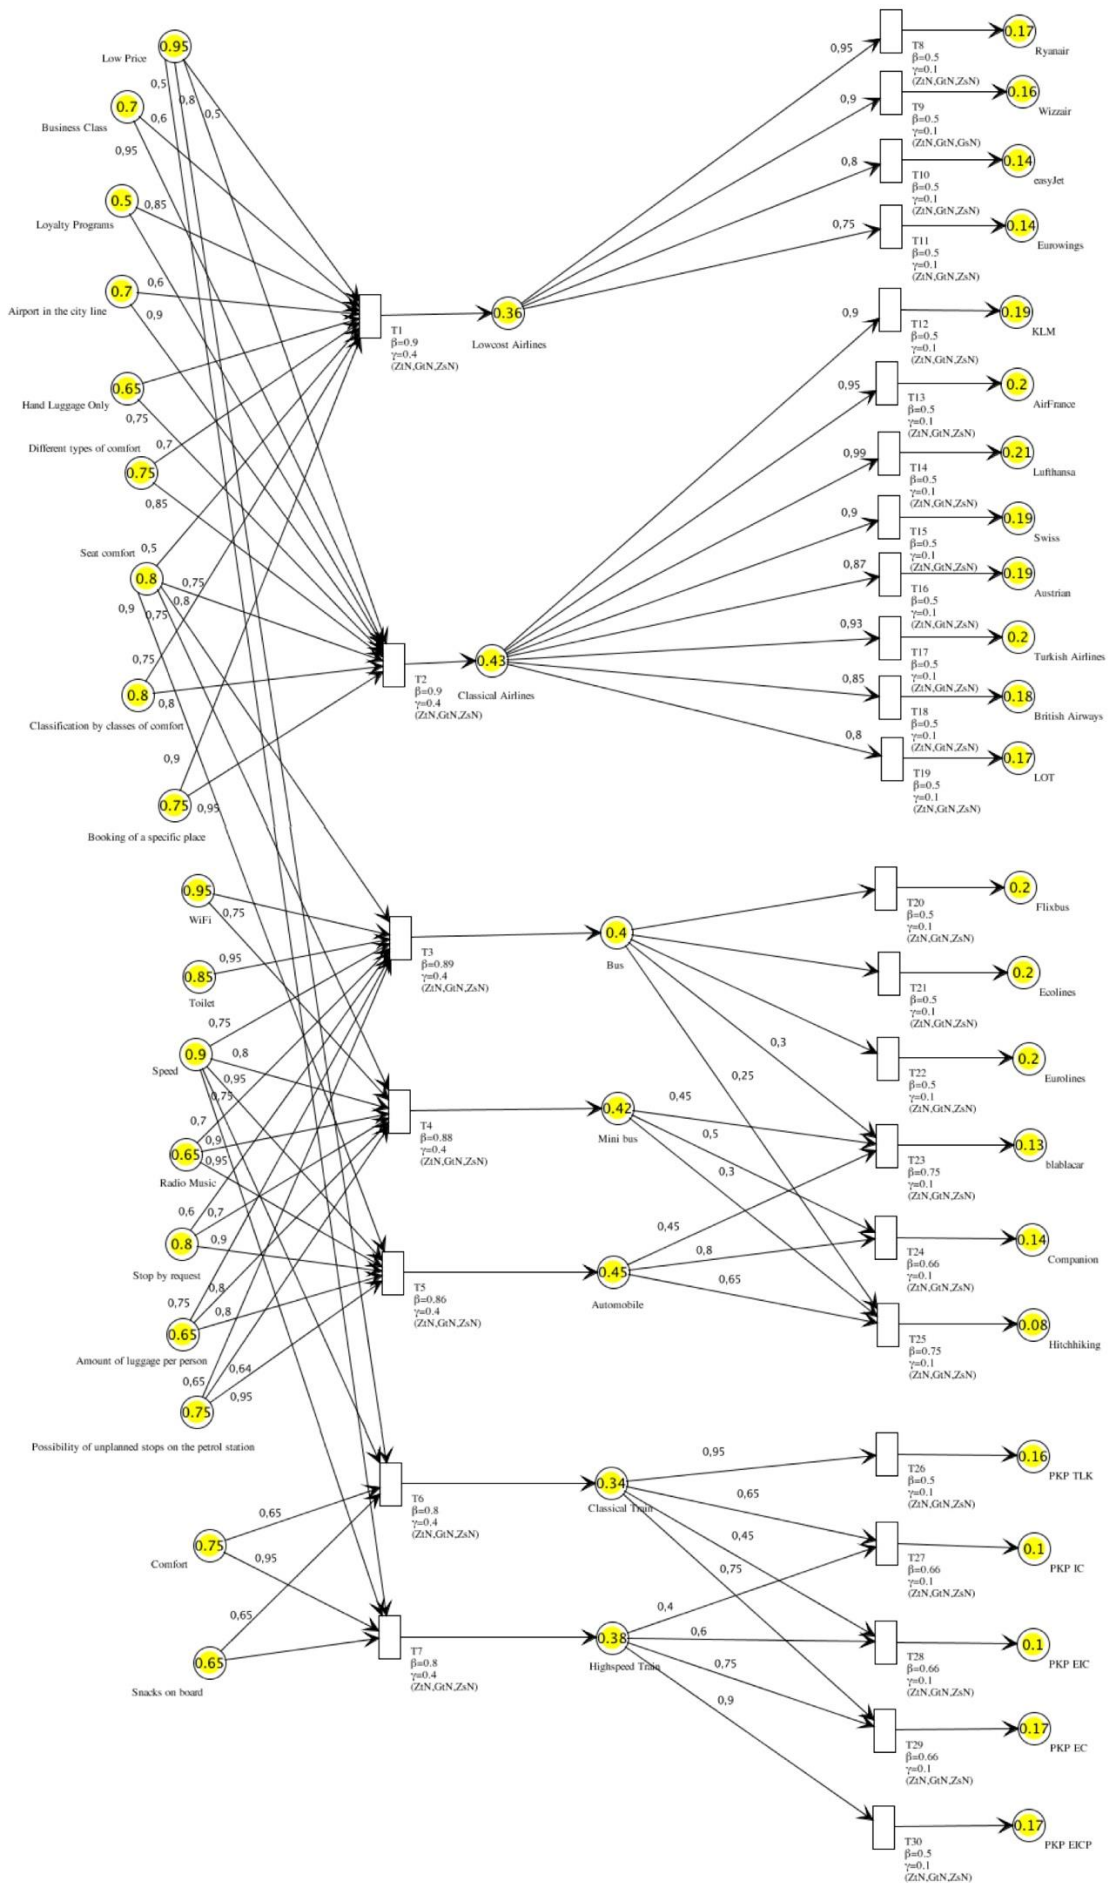 0.95
Low Price
0,5
0,8
0,5
0.7
0,6
Business Class
0,95
0.5
0,85
Loyalty Programs
0.7
0,6
0,9
Airport in the city line
0.65
Hand Luggage Only
0,75
0,7
Different types of comfort
0.75
0,85
Seat comfort
0,5
0.8
0,75
0,9
0,75
0,8
0,75
0.8
0,8
Classification by classes of comfort
0,9
0.75
0,95
Booking of a specific place
T1
β=0.9
γ=0.4
(ZtN,GtN,ZsN)
0.36
Lowcost Airlines
T2
β=0.9
γ=0.4
(ZtN,GtN,ZsN)
0.43
Classical Airlines
0,95
T8
β=0.5
γ=0.1
(ZtN,GtN,ZsN)
0.17
Ryanair
0,9
T9
β=0.5
γ=0.1
(ZtN,GtN,GsN)
0.16
Wizzair
0,8
T10
β=0.5
γ=0.1
(ZtN,GtN,ZsN)
0.14
easyJet
0,75
T11
β=0.5
γ=0.1
(ZtN,GtN,ZsN)
0.14
Eurowings
0,9
T12
β=0.5
γ=0.1
(ZtN,GtN,ZsN)
0.19
KLM
0,95
T13
β=0.5
γ=0.1
(ZtN,GtN,ZsN)
0.2
AirFrance
0,99
T14
β=0.5
γ=0.1
(ZtN,GtN,ZsN)
0.21
Lufthansa
0,9
T15
β=0.5
γ=0.1
(ZtN,GtN,ZsN)
0.19
Swiss
0,87
T16
β=0.5
γ=0.1
(ZtN,GtN,ZsN)
0.19
Austrian
0,93
T17
β=0.5
γ=0.1
(ZtN,GtN,ZsN)
0.2
Turkish Airlines
0,85
T18
β=0.5
γ=0.1
(ZtN,GtN,ZsN)
0.18
British Airways
0,8
T19
β=0.5
γ=0.1
(ZtN,GtN,ZsN)
0.17
LOT
0.95
0,75
WiFi
0,95
0.85
Toilet
0,75
0.9
0,8
Speed
0,95
0,75
0,7
0,9
0.65
0,95
Radio Music
0,6
0,7
0.8
0,9
Stop by request
0,8
0,75
0,8
0.65
Amount of luggage per person
0,64
0,65
0,95
0.75
Possibility of unplanned stops on the petrol station
T3
β=0.89
γ=0.4
(ZtN,GtN,ZsN)
0.4
Bus
T4
β=0.88
γ=0.4
(ZtN,GtN,ZsN)
0.42
Mini bus
T5
β=0.86
γ=0.4
(ZtN,GtN,ZsN)
0.45
Automobile
0,3
0,25
0,45
0,5
0,3
0,45
0,8
0,65
T20
β=0.5
γ=0.1
(ZtN,GtN,ZsN)
0.2
Flixbus
T21
β=0.5
γ=0.1
(ZtN,GtN,ZsN)
0.2
Ecolines
T22
β=0.5
γ=0.1
(ZtN,GtN,ZsN)
0.2
Eurolines
T23
β=0.75
γ=0.1
(ZtN,GtN,ZsN)
0.13
blablacar
T24
β=0.66
γ=0.1
(ZtN,GtN,ZsN)
0.14
Companion
T25
β=0.75
γ=0.1
(ZtN,GtN,ZsN)
0.08
Hitchhiking
0,65
0.75
0,95
Comfort
0,65
0.65
Snacks on board
T6
β=0.8
γ=0.4
(ZtN,GtN,ZsN)
0.34
Classical Train
T7
β=0.8
γ=0.4
(ZtN,GtN,ZsN)
0.38
Highspeed Train
0,95
0,65
0,45
0,75
0,4
0,6
0,75
0,9
T26
β=0.5
γ=0.1
(ZtN,GtN,ZsN)
0.16
PKP TLK
T27
β=0.66
γ=0.1
(ZtN,GtN,ZsN)
0.1
PKP IC
T28
β=0.66
γ=0.1
(ZtN,GtN,ZsN)
0.1
PKP EIC
T29
β=0.66
γ=0.1
(ZtN,GtN,ZsN)
0.17
PKP EC
T30
β=0.5
γ=0.1
(ZtN,GtN,ZsN)
0.17
PKP EICP